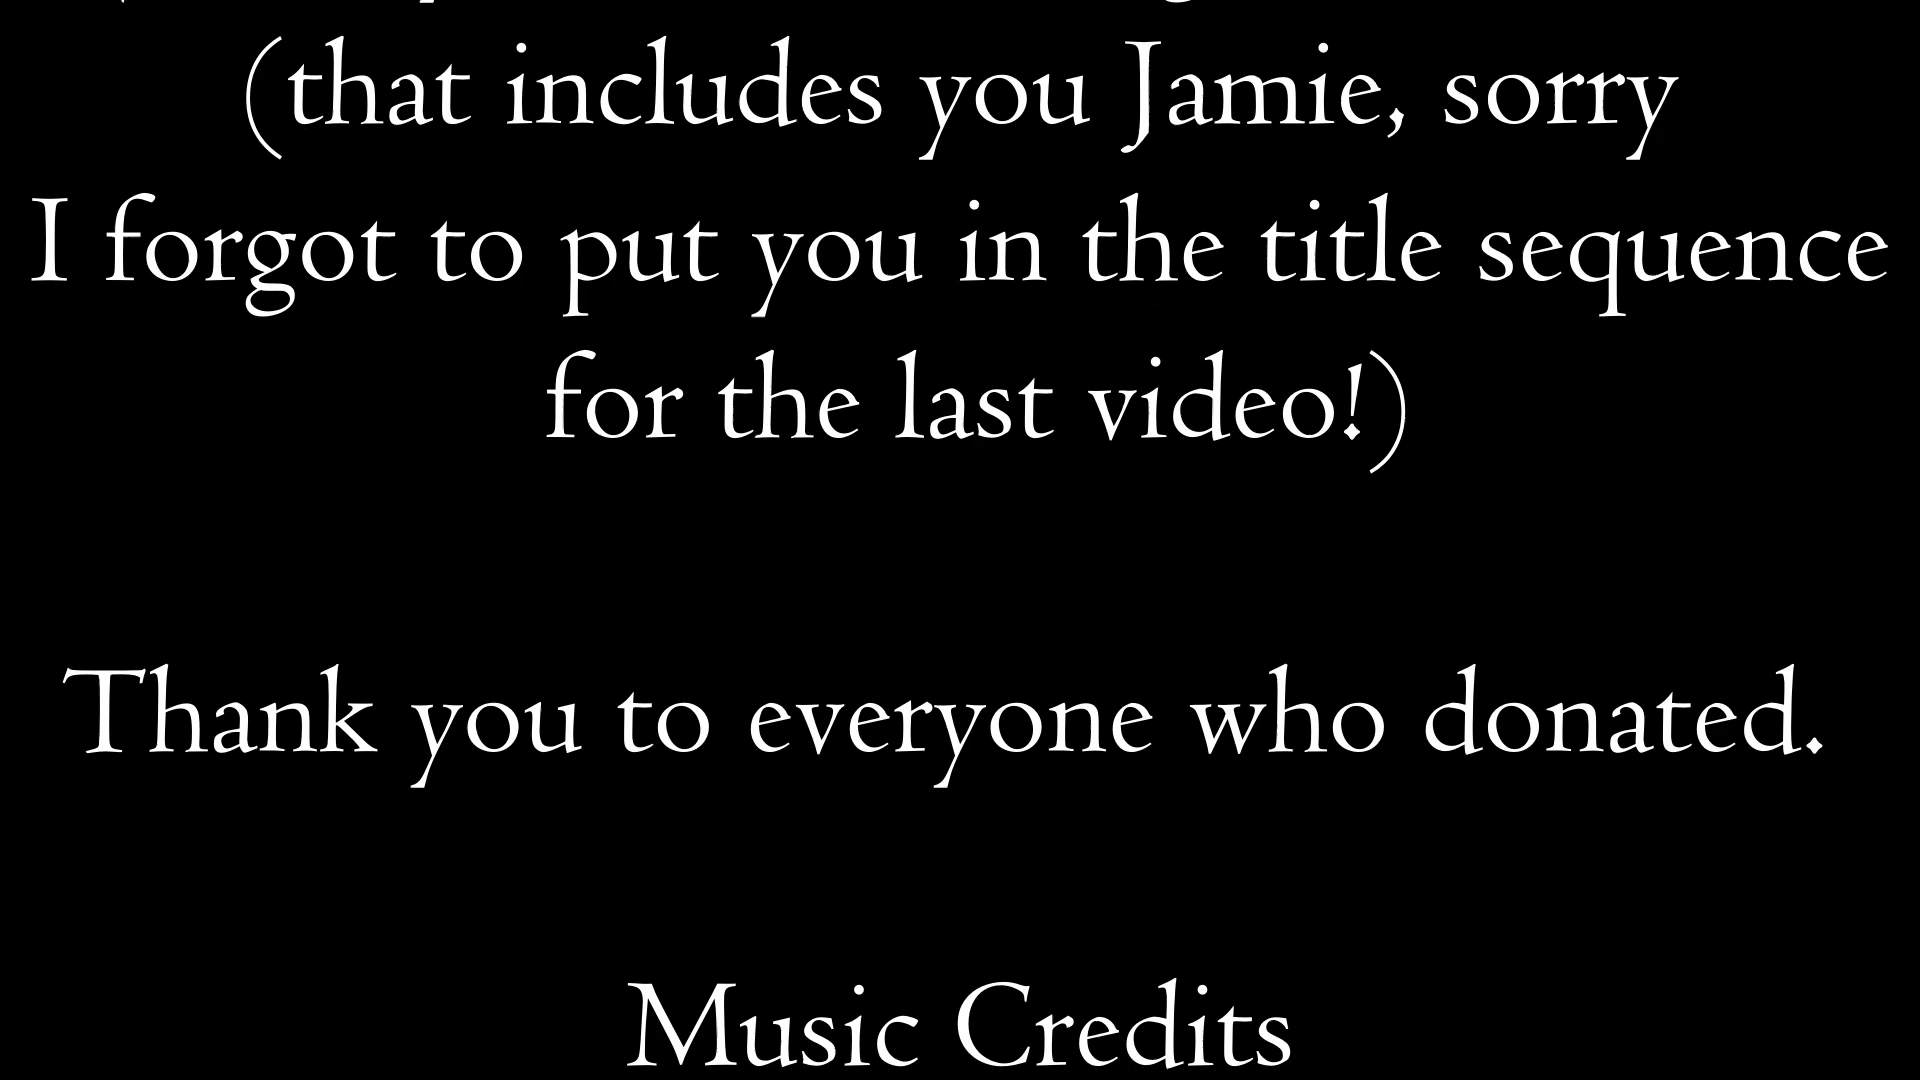 (that includes you Jamie, sorry
I forgot to put you in the title sequence
for the last video!)
Thank you to everyone who donated.
Music Credits